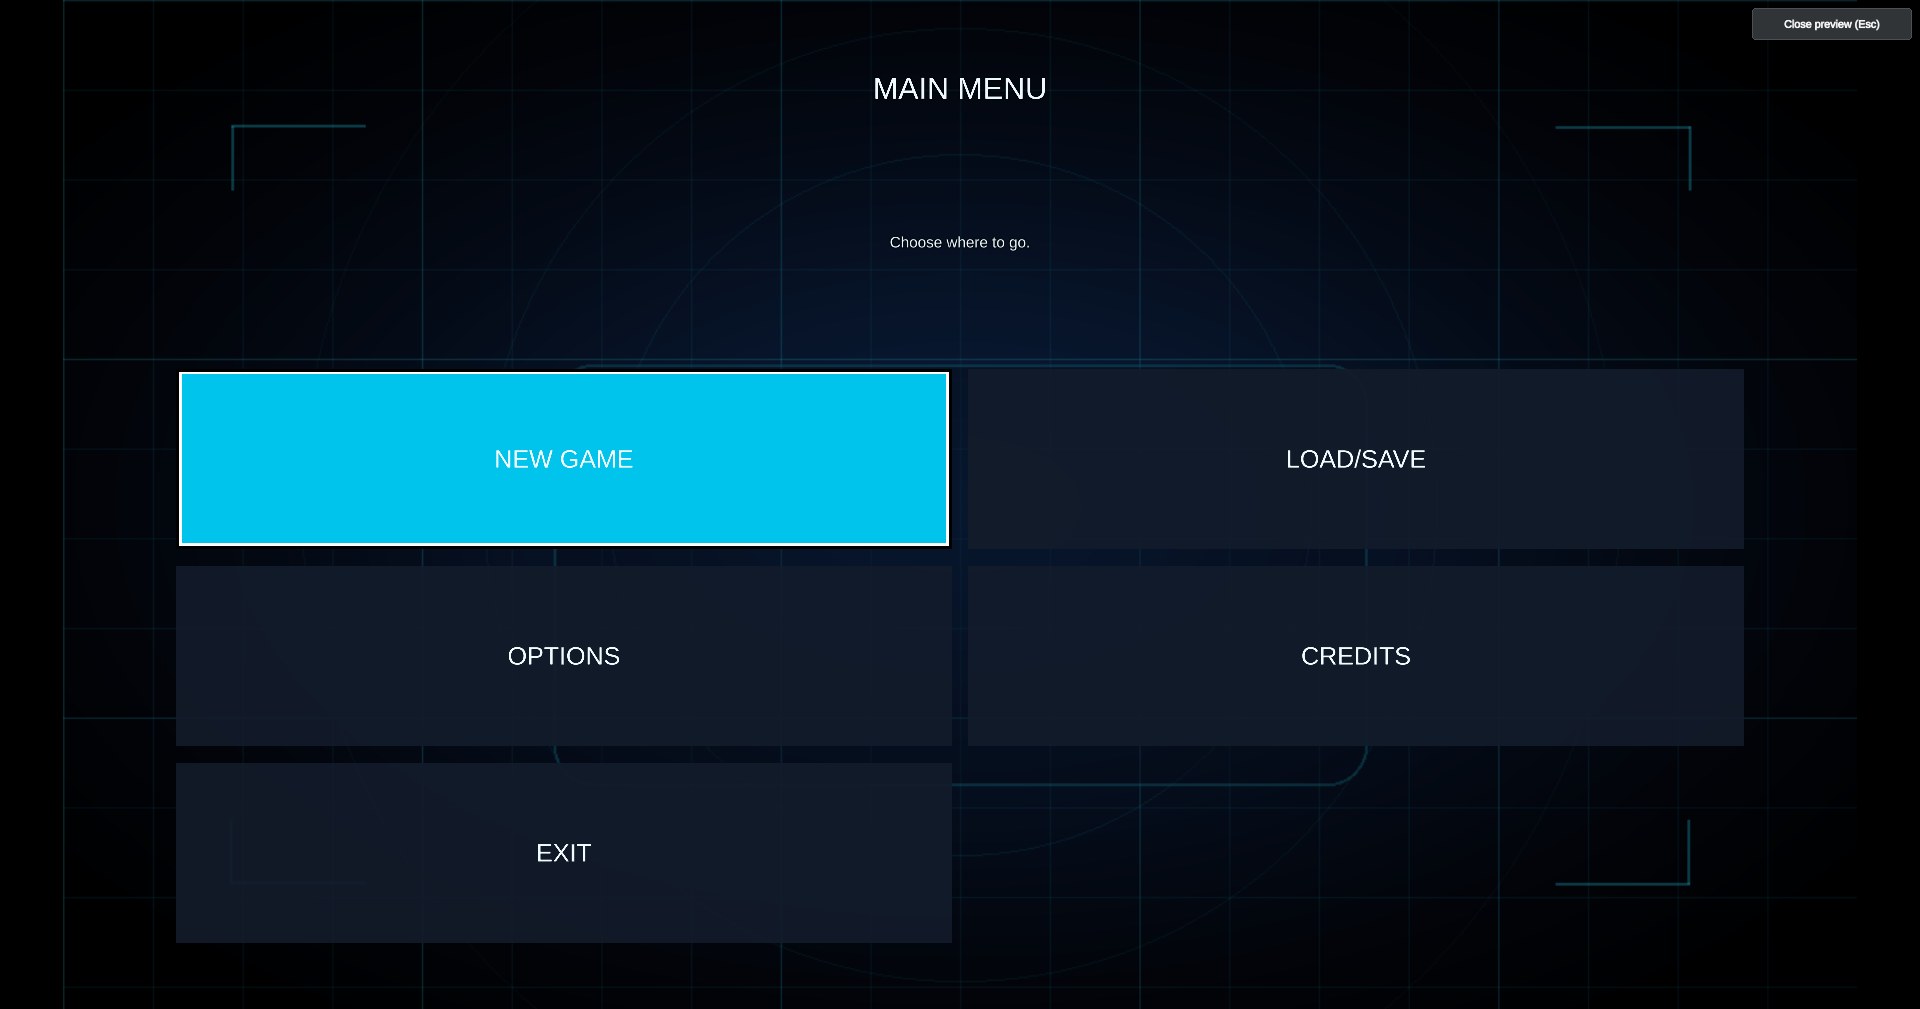 Close preview (Esc)
MAIN MENU
Choose where to go.
NEW GAME
LOAD/SAVE
OPTIONS
CREDITS
EXIT